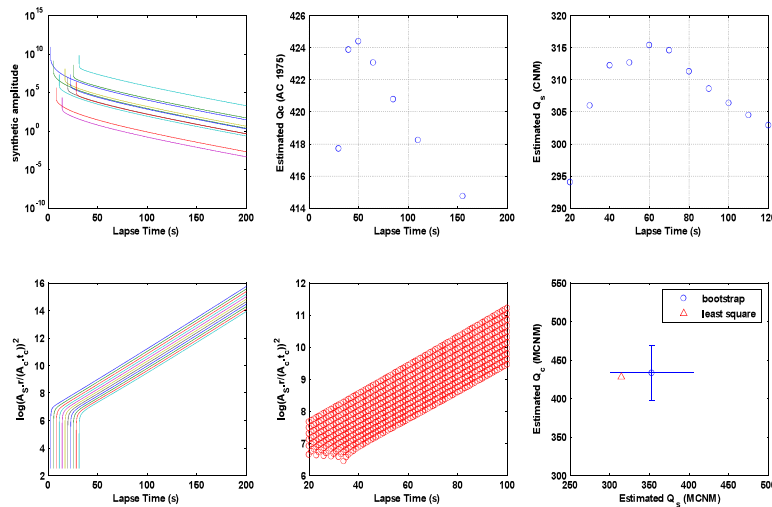 10^15
10^10
10^5
10^0
10^-5
10^-10
synthetic amplitude
0 50 100 150 200
Lapse Time (s)
426
424
422
420
418
416
414
Estimated Qc (AC 1975)
0 50 100 150 200
Lapse Time (s)
320
315
310
305
300
295
290
Estimated Q_s (CNM)
20 40 60 80 100 120
Lapse Time (s)
16
14
12
10
8
6
4
2
log(A_S.r/(A_c.t_c))^2
0 50 100 150 200
Lapse Time (s)
12
11
10
9
8
7
6
log(A_S.r/(A_c.t_c))^2
20 40 60 80 100
Lapse Time (s)
550
500
450
400
350
300
Estimated Q_c (MCNM)
bootstrap
least square
250 300 350 400 450 500
Estimated Q_s (MCNM)